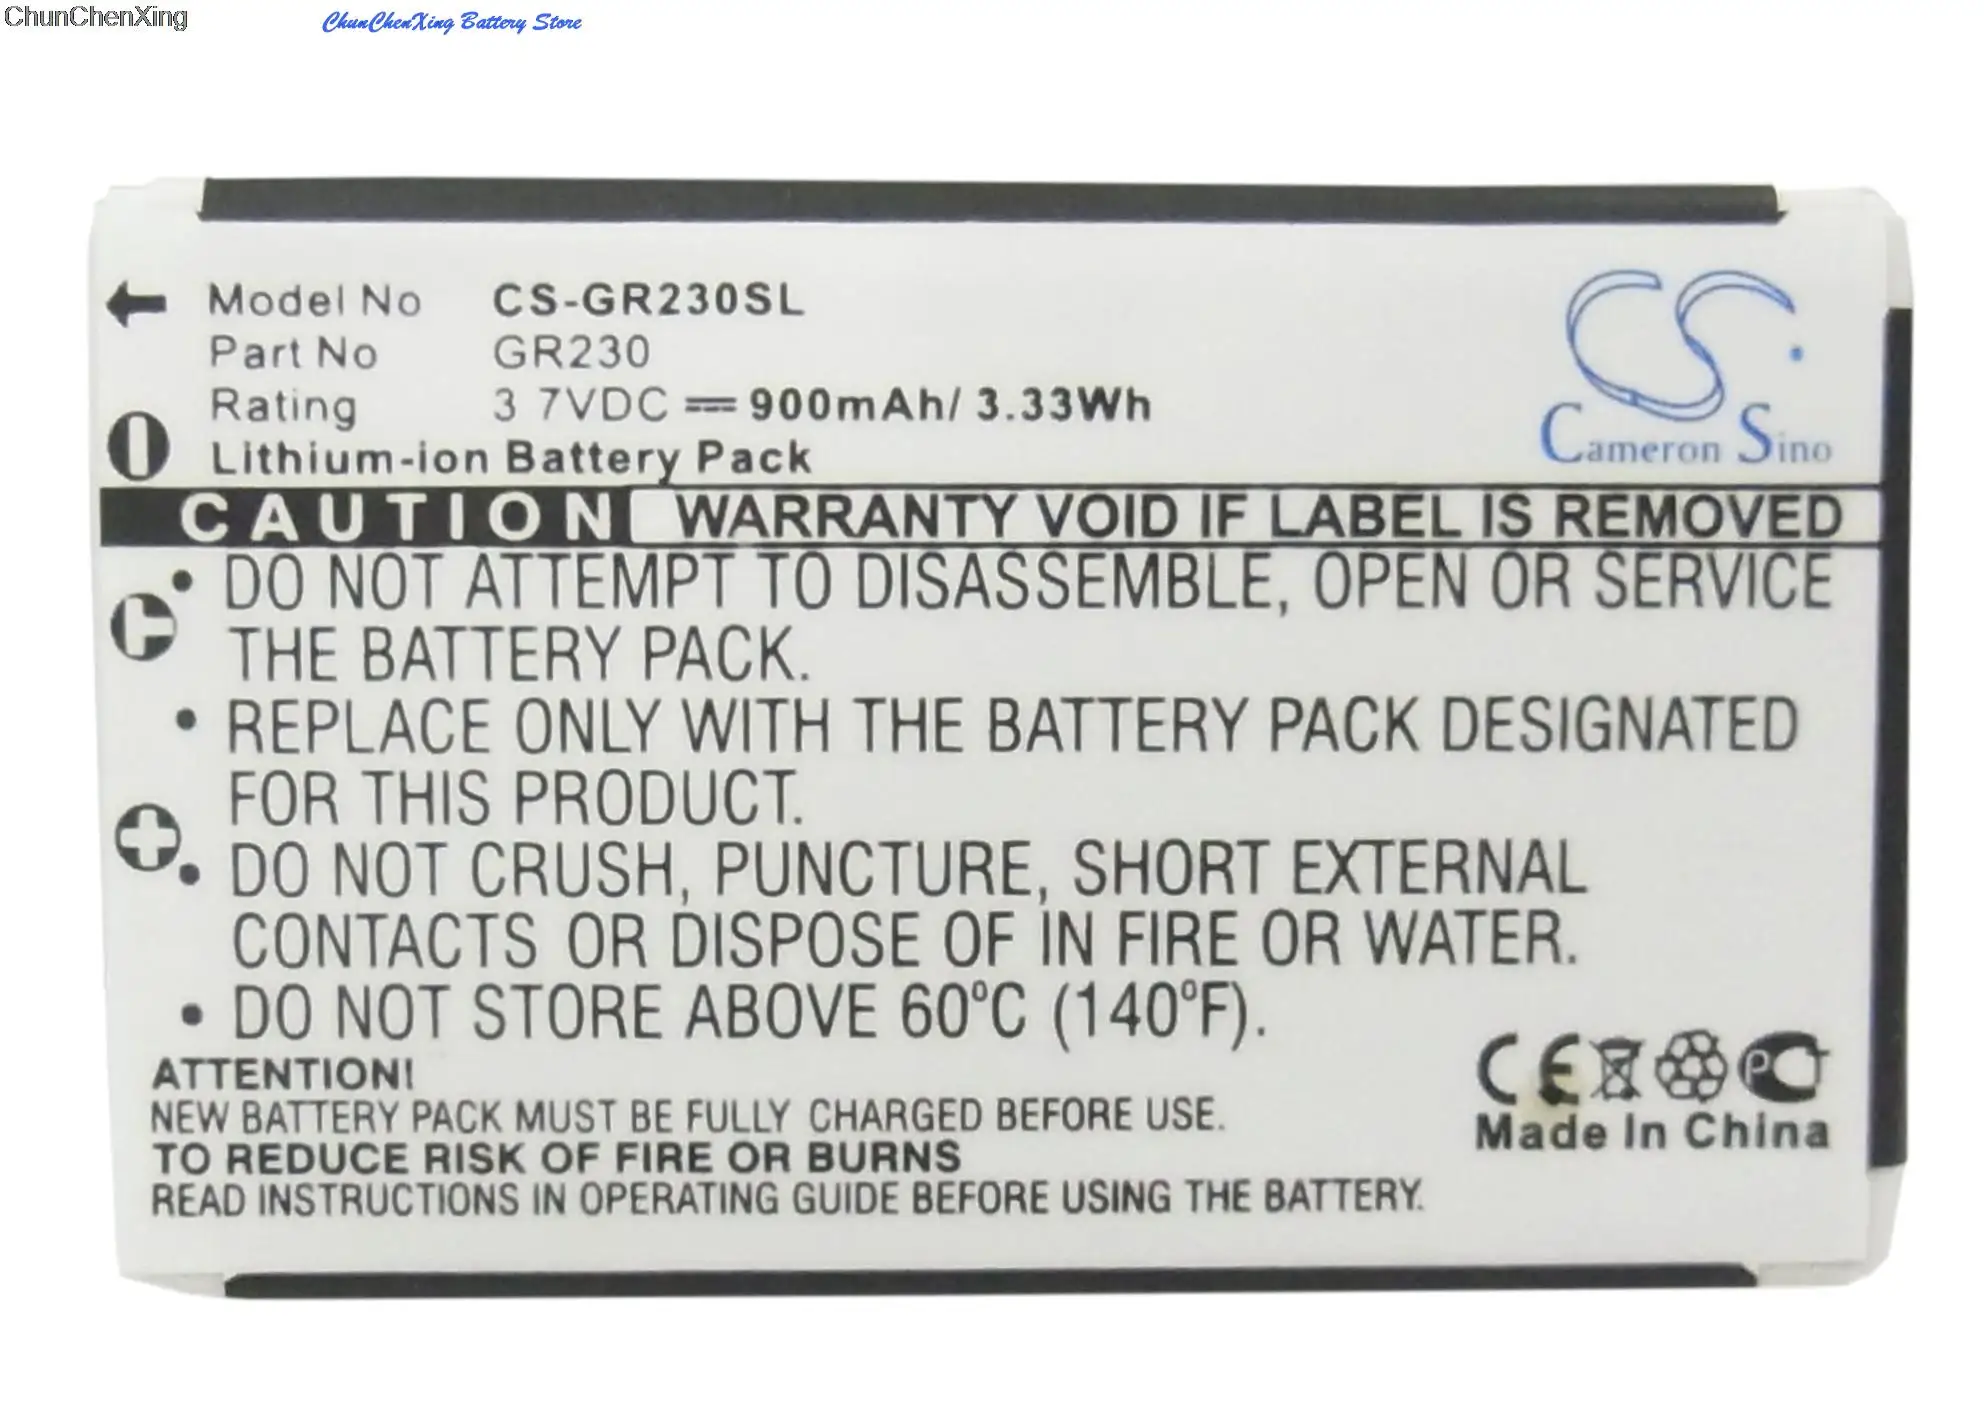 ChunChenXing
ChunChenXing Battery Store
Model No CS-GR230SL
Part No GR230
Rating 3 7VDC 900mAh/ 3.33Wh
Lithium-ion Battery Pack
CS
Cameron Sino
CAUTION WARRANTY VOID IF LABEL IS REMOVED
• DO NOT ATTEMPT TO DISASSEMBLE, OPEN OR SERVICE
THE BATTERY PACK.
• REPLACE ONLY WITH THE BATTERY PACK DESIGNATED
FOR THIS PRODUCT.
• DO NOT CRUSH, PUNCTURE, SHORT EXTERNAL
CONTACTS OR DISPOSE OF IN FIRE OR WATER.
• DO NOT STORE ABOVE 60°C (140°F).
ATTENTION!
NEW BATTERY PACK MUST BE FULLY CHARGED BEFORE USE.
TO REDUCE RISK OF FIRE OR BURNS
READ INSTRUCTIONS IN OPERATING GUIDE BEFORE USING THE BATTERY.
CE PC
Made In China